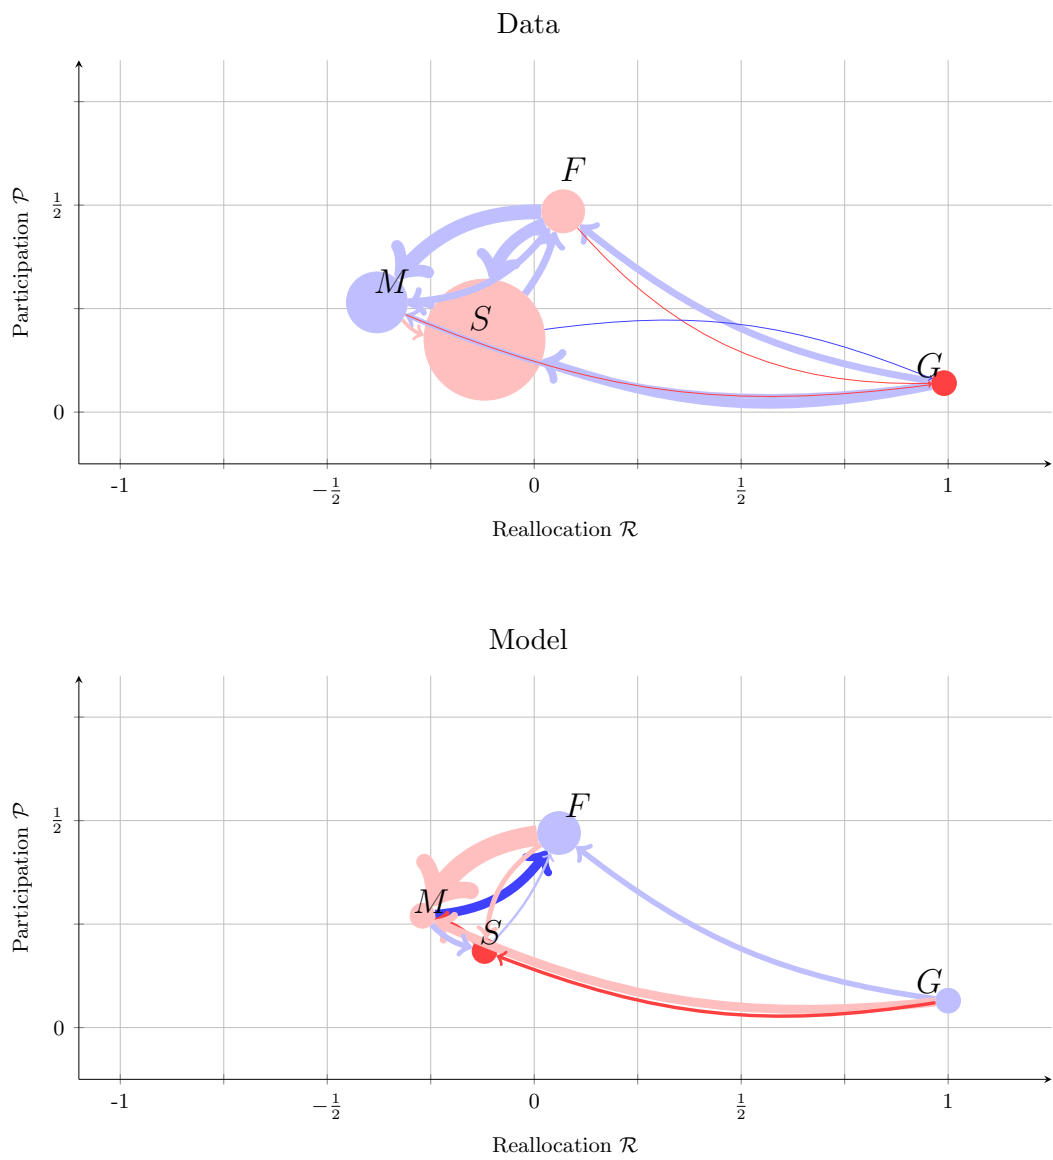 Data
F
1/2
Participation 𝒫
M
S
G
0
-1
−1/2
0
1/2
1
Reallocation ℛ
Model
F
1/2
Participation 𝒫
M
S
G
0
-1
−1/2
0
1/2
1
Reallocation ℛ